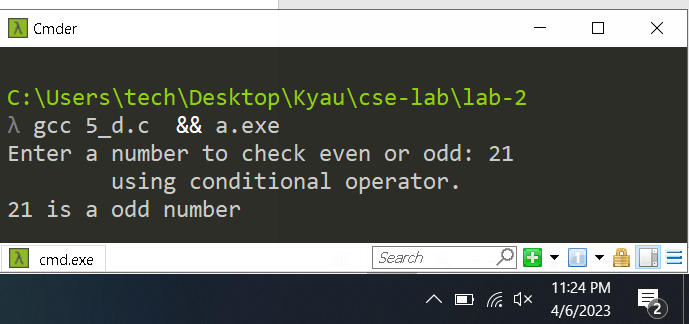 λ Cmder
C:\Users\tech\Desktop\Kyau\cse-lab\lab-2
λ gcc 5_d.c  && a.exe
Enter a number to check even or odd: 21
        using conditional operator.
21 is a odd number
λ cmd.exe
Search
1
11:24 PM
4/6/2023
2